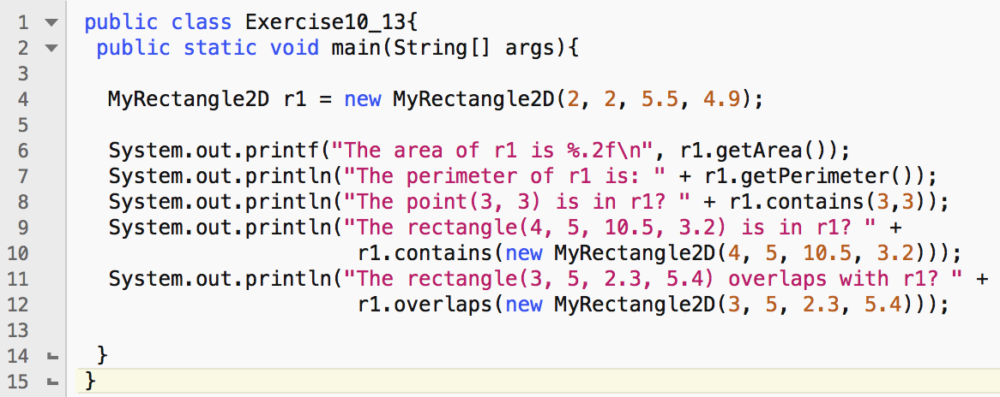 1 public class Exercise10_13{
2 public static void main(String[] args){
3
4 MyRectangle2D r1 = new MyRectangle2D(2, 2, 5.5, 4.9);
5
6 System.out.printf("The area of r1 is %.2f\n", r1.getArea());
7 System.out.println("The perimeter of r1 is: " + r1.getPerimeter());
8 System.out.println("The point(3, 3) is in r1? " + r1.contains(3,3));
9 System.out.println("The rectangle(4, 5, 10.5, 3.2) is in r1? " +
10 r1.contains(new MyRectangle2D(4, 5, 10.5, 3.2)));
11 System.out.println("The rectangle(3, 5, 2.3, 5.4) overlaps with r1? " +
12 r1.overlaps(new MyRectangle2D(3, 5, 2.3, 5.4)));
13
14 }
15 }